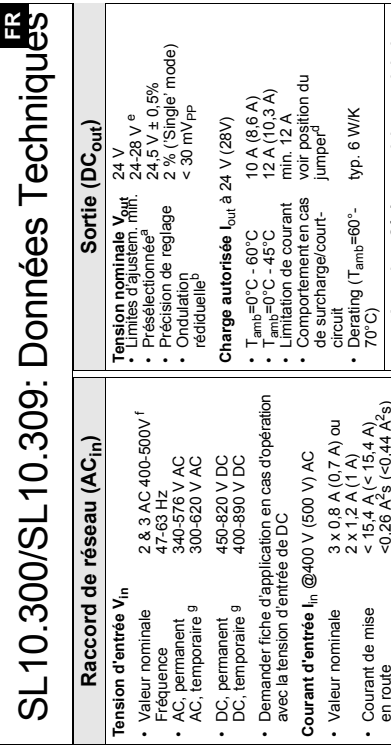 FR
SL10.300/SL10.309: Données Techniques
Raccord de réseau (ACin)
Tension d'entrée Vin
• Valeur nominale 2 & 3 AC 400-500V f
Fréquence 47-63 Hz
• AC, permanent 340-576 V AC
AC, temporaire g 300-620 V AC
• DC, permanent 450-820 V DC
DC, temporaire g 400-890 V DC
• Demander fiche d'application en cas d'opération
avec la tension d'entrée de DC
Courant d'entrée Iin @400 V (500 V) AC
• Valeur nominale 3 x 0,8 A (0,7 A) ou
2 x 1,2 A (1 A)
• Courant de mise < 15,4 A (< 15,4 A)
en route <0.26 A²s (<0,44 A²s)
Sortie (DCout)
Tension nominale Vout 24 V
• Limites d'ajustem. min. 24-28 V e
• Présélectionnée a 24,5 V ± 0,5%
• Précision de reglage 2 % ('Single' mode)
• Ondulation < 30 mVPP
rédiduelle b
Charge autorisée Iout à 24 V (28V)
• Tamb=0°C - 60°C 10 A (8,6 A)
• Tamb=0°C - 45°C 12 A (10,3 A)
• Limitation de courant min. 12 A
• Comportement en cas voir position du
de surcharge/court- jumper d
circuit
• Derating (Tamb=60°- typ. 6 W/K
70°C)